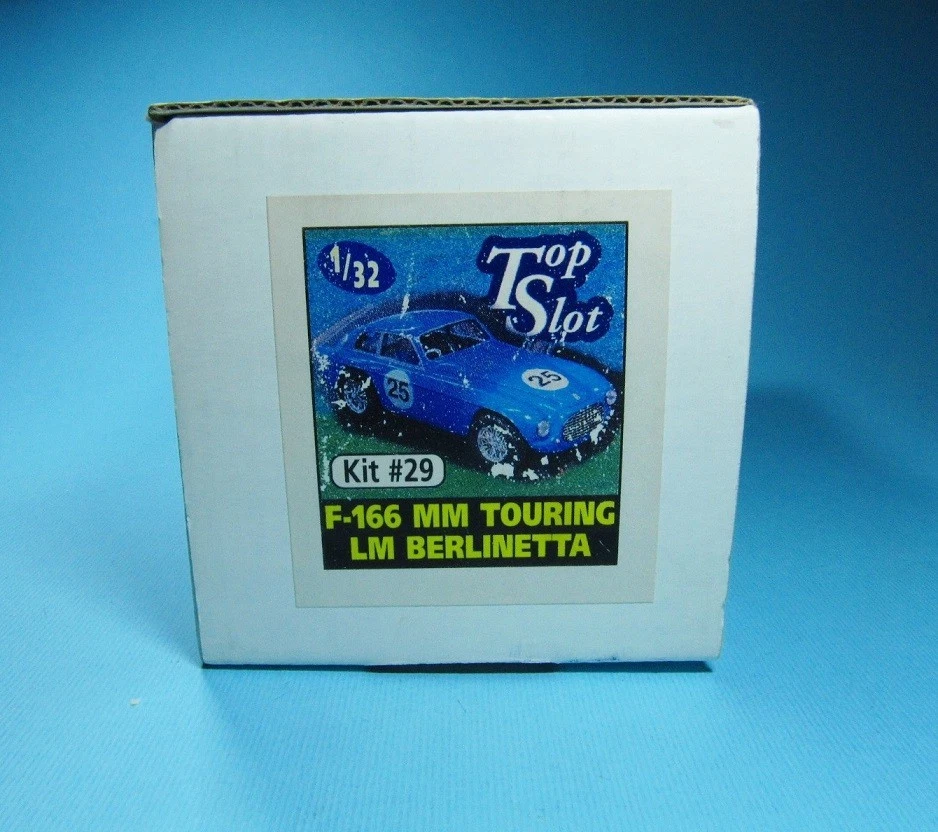 1/32
Top
Slot
25
25
Kit #29
F-166 MM TOURING
LM BERLINETTA